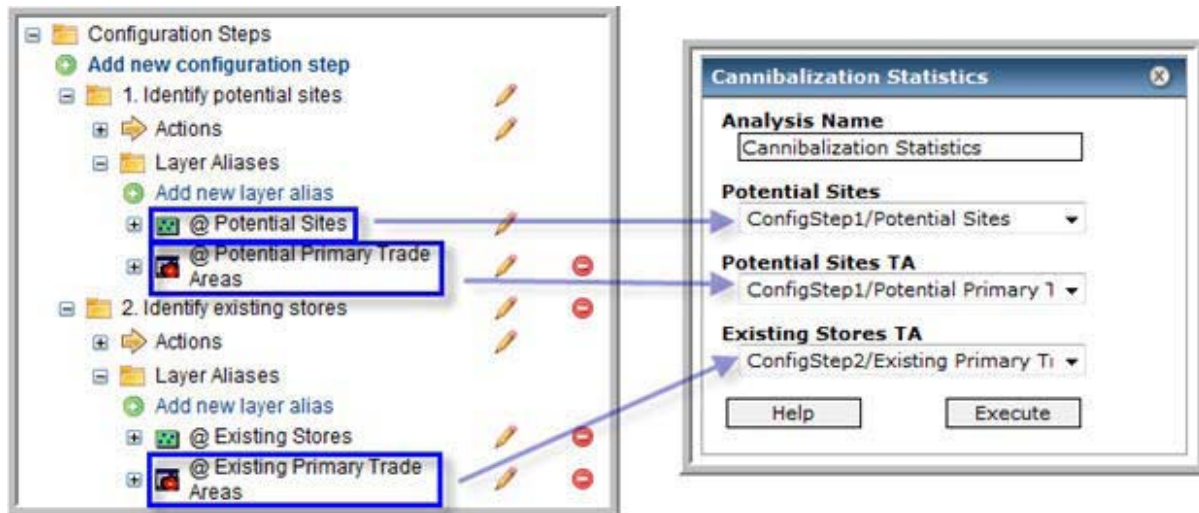 Configuration Steps
Add new configuration step
1. Identify potential sites
Actions
Layer Aliases
Add new layer alias
@ Potential Sites
@ Potential Primary Trade
Areas
2. Identify existing stores
Actions
Layer Aliases
Add new layer alias
@ Existing Stores
@ Existing Primary Trade
Areas
Cannibalization Statistics
Analysis Name
Cannibalization Statistics
Potential Sites
ConfigStep1/Potential Sites
Potential Sites TA
ConfigStep1/Potential Primary T
Existing Stores TA
ConfigStep2/Existing Primary Tr
Help
Execute